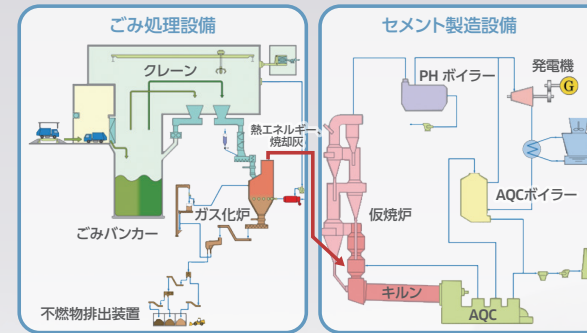 ごみ処理設備
クレーン
熱エネルギー、
焼却灰
ガス化炉
ごみバンカー
不燃物排出装置
セメント製造設備
PH ボイラー
発電機
G
AQCボイラー
仮焼炉
キルン
AQC